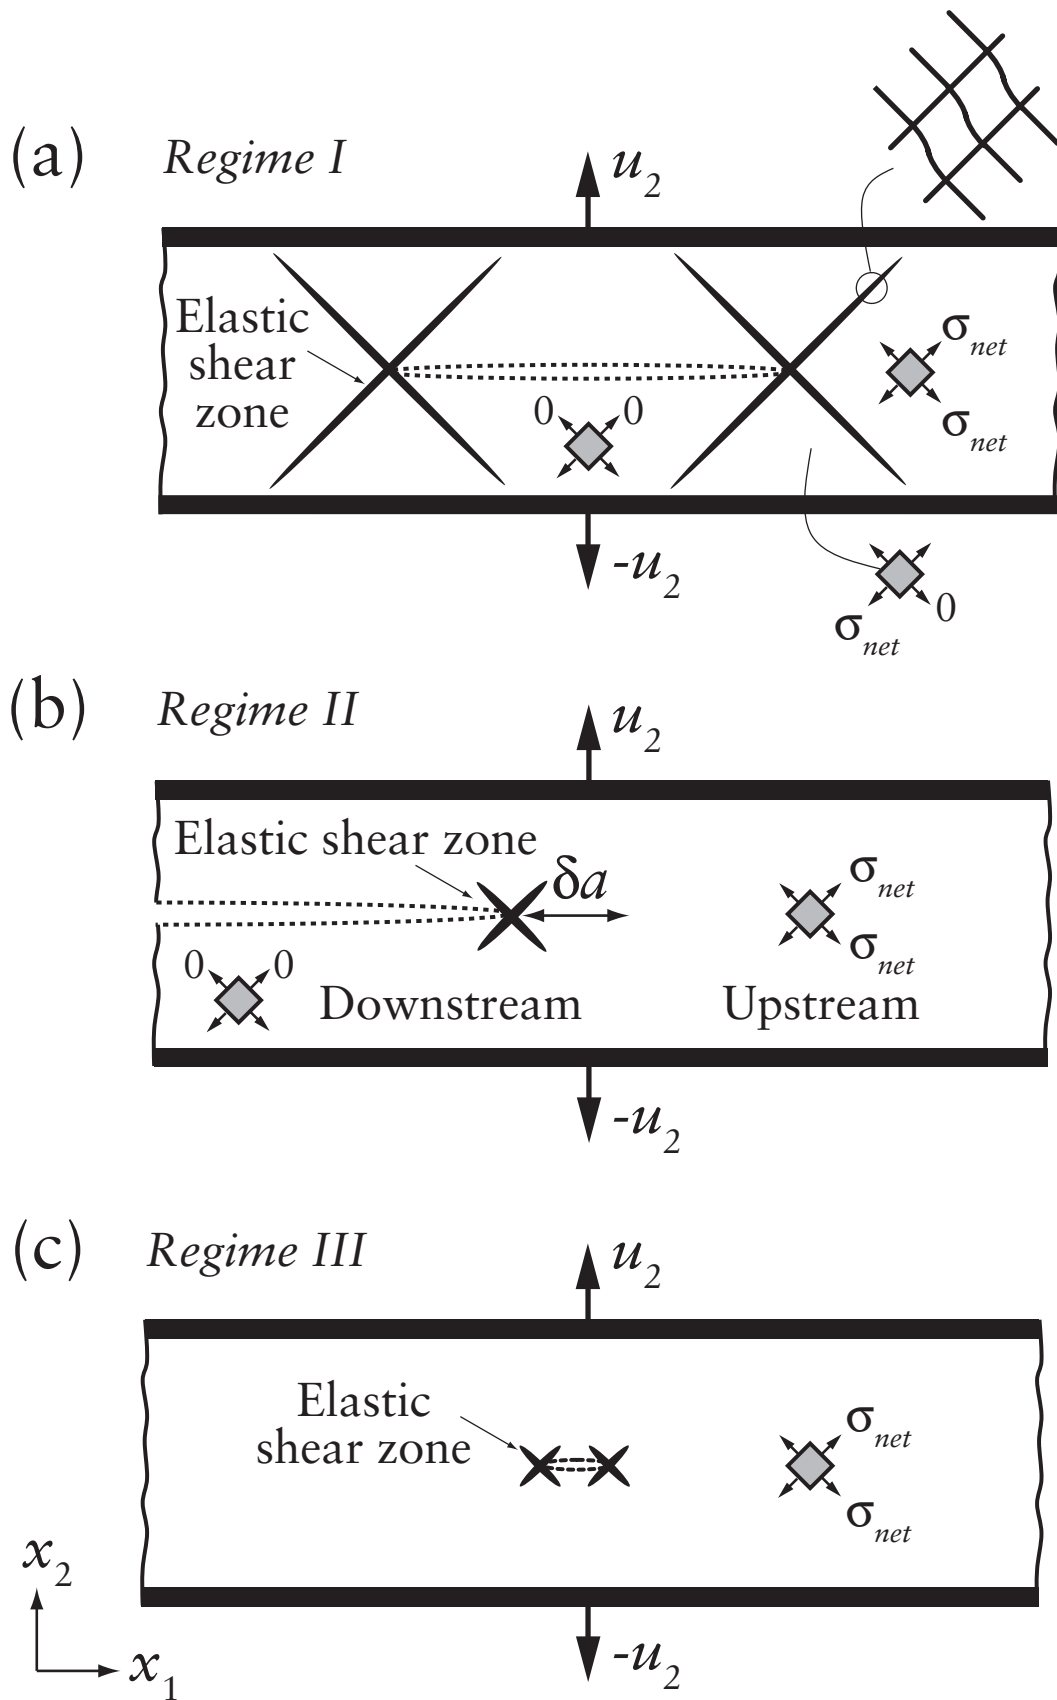 (a) Regime I
u2
Elastic
shear
zone
0 0
σnet
σnet
-u2
0
σnet
(b) Regime II
u2
Elastic shear zone
δa
σnet
σnet
0 0
Downstream
Upstream
-u2
(c) Regime III
u2
Elastic
shear zone
σnet
σnet
x2
x1
-u2